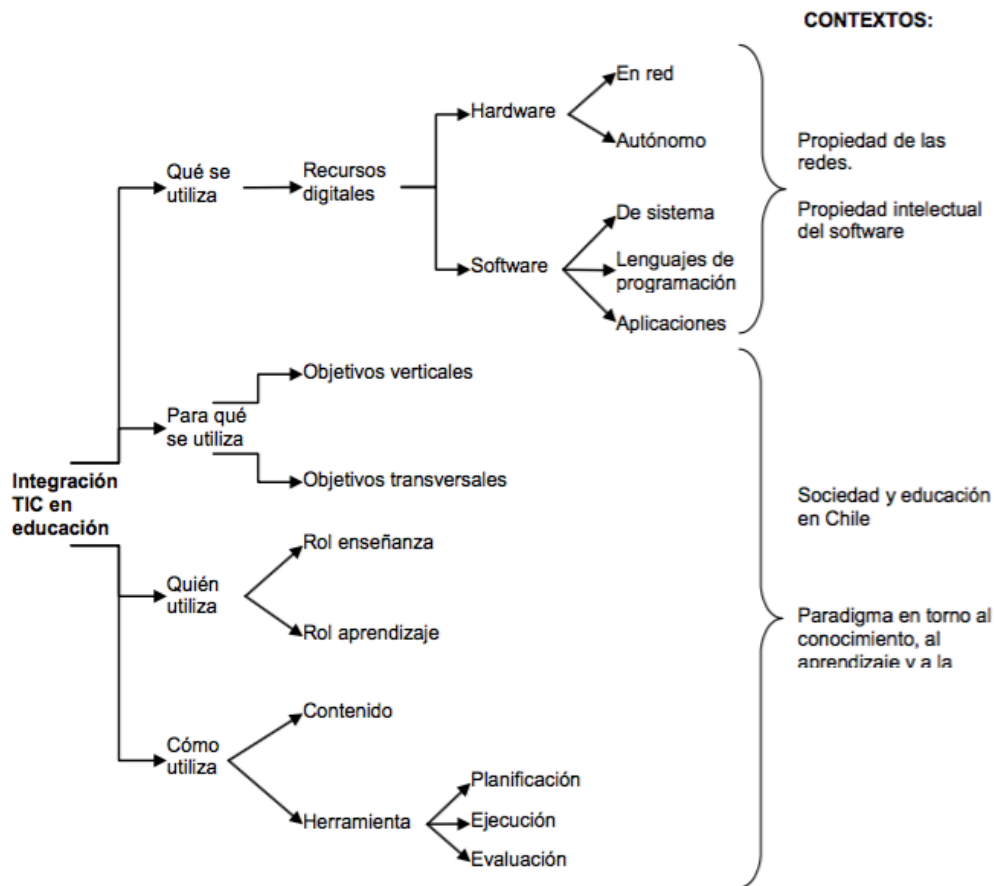 CONTEXTOS:
En red
Hardware
Autónomo
Propiedad de las
redes.
Qué se
utiliza
Recursos
digitales
Propiedad intelectual
del software
De sistema
Software
Lenguajes de
programación
Aplicaciones
Objetivos verticales
Para qué
se utiliza
Objetivos transversales
Integración
TIC en
educación
Sociedad y educación
en Chile
Rol enseñanza
Quién
utiliza
Rol aprendizaje
Paradigma en torno al
conocimiento, al
aprendizaje y a la
Contenido
Cómo
utiliza
Planificación
Herramienta
Ejecución
Evaluación